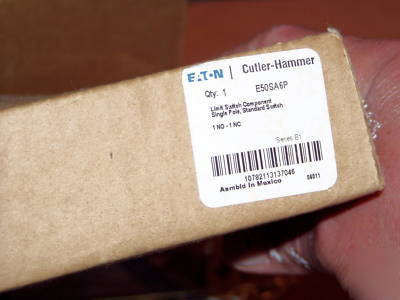 EATON | Cutler-Hammer
Qty: 1 E50SA6P
Limit Switch Component
Single Pole, Standard Switch
1 NO - 1 NC
Series B1
10782113137046
Asmbld In Mexico